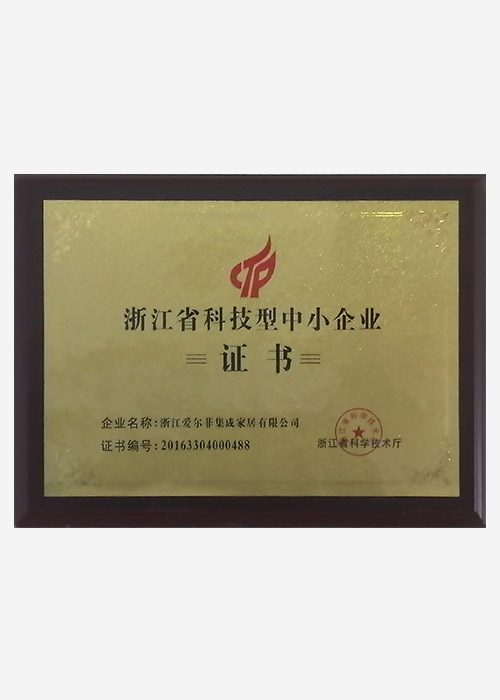 浙江省科技型中小企业
证书
企业名称:浙江爱尔菲集成家居有限公司
证书编号:20163304000488
浙江省科学技术厅